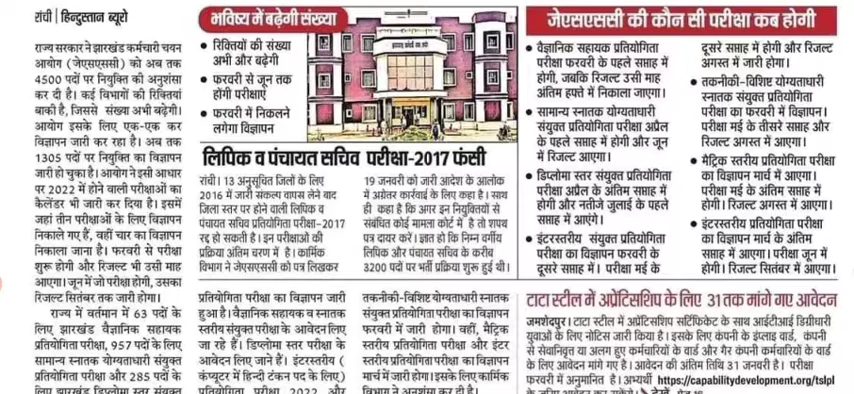 रांची | हिन्दुस्तान ब्यूरो
राज्य सरकार ने झारखंड कर्मचारी चयन
आयोग (जेएसएससी) को अब तक
4500 पदों पर नियुक्ति की अनुशंसा
कर दी है। कई विभागों की रिक्तियां
बाकी है, जिससे संख्या अभी बढ़ेगी।
आयोग इसके लिए एक-एक कर
विज्ञापन जारी कर रहा है। अब तक
1305 पदों पर नियुक्ति का विज्ञापन
जारी हो चुका है। आयोग ने इसी आधार
पर 2022 में होने वाली परीक्षाओं का
कैलेंडर भी जारी कर दिया है। इसमें
जहां तीन परीक्षाओं के लिए विज्ञापन
निकाले गए हैं, वहीं चार का विज्ञापन
निकाला जाना है। फरवरी से परीक्षा
शुरू होगी और रिजल्ट भी उसी माह
आएगा। जून में जो परीक्षा होगी, उसका
रिजल्ट सितंबर तक जारी होगा।
राज्य में वर्तमान में 63 पदों के
लिए झारखंड वैज्ञानिक सहायक
प्रतियोगिता परीक्षा, 957 पदों के लिए
सामान्य स्नातक योग्यताधारी संयुक्त
प्रतियोगिता परीक्षा और 285 पदों के
लिए झारखंड डिप्लोमा स्तर संयुक्त
भविष्य में बढ़ेगी संख्या
• रिक्तियों की संख्या
अभी और बढ़ेगी
• फरवरी से जून तक
होंगी परीक्षाएं
• फरवरी में निकलने
लगेगा विज्ञापन
लिपिक व पंचायत सचिव परीक्षा-2017 फंसी
रांची। 13 अनुसूचित जिलों के लिए
2016 में जारी संकल्प वापस लेने बाद
जिला स्तर पर होने वाली लिपिक व
पंचायत सचिव प्रतियोगिता परीक्षा-2017
रद्द हो सकती है। इन परीक्षाओं की
प्रक्रिया अंतिम चरण में है। कार्मिक
विभाग ने जेएसएससी को पत्र लिखकर
19 जनवरी को जारी आदेश के आलोक
में अग्रेतर कार्रवाई के लिए कहा है। साथ
ही कहा है कि अगर इन नियुक्तियों से
संबंधित कोई मामला कोर्ट में है तो शपथ
पत्र दायर करें। ज्ञात हो कि निम्न वर्गीय
लिपिक और पंचायत सचिव के करीब
3200 पदों पर भर्ती प्रक्रिया शुरू हुई थी।
प्रतियोगिता परीक्षा का विज्ञापन जारी
हुआ है। वैज्ञानिक सहायक व स्नातक
स्तरीय संयुक्त परीक्षा के आवेदन लिए
जा रहे हैं। डिप्लोमा स्तर परीक्षा के
आवेदन लिए जाने हैं। इंटरस्तरीय (
कंप्यूटर में हिन्दी टंकन पद के लिए)
प्रतियोगिता परीक्षा 2022 और
तकनीकी-विशिष्ट योग्यताधारी स्नातक
संयुक्त प्रतियोगिता परीक्षा का विज्ञापन
फरवरी में जारी होगा। वहीं, मैट्रिक
स्तरीय प्रतियोगिता परीक्षा और इंटर
स्तरीय प्रतियोगिता परीक्षा का विज्ञापन
मार्च में जारी होगा। इसके लिए कार्मिक
विभाग ने अनुशंसा कर दी है।
जेएसएससी की कौन सी परीक्षा कब होगी
• वैज्ञानिक सहायक प्रतियोगिता
परीक्षा फरवरी के पहले सप्ताह में
होगी, जबकि रिजल्ट उसी माह
अंतिम हफ्ते में निकाला जाएगा।
• सामान्य स्नातक योग्यताधारी
संयुक्त प्रतियोगिता परीक्षा अप्रैल
के पहले सप्ताह में होगी और जून
में रिजल्ट आएगा।
• डिप्लोमा स्तर संयुक्त प्रतियोगिता
परीक्षा अप्रैल के अंतिम सप्ताह में
होगी और नतीजे जुलाई के पहले
सप्ताह में आएंगे।
• इंटरस्तरीय संयुक्त प्रतियोगिता
परीक्षा का विज्ञापन फरवरी के
दूसरे सप्ताह में। परीक्षा मई के
दूसरे सप्ताह में होगी और रिजल्ट
अगस्त में जारी होगा।
• तकनीकी-विशिष्ट योग्यताधारी
स्नातक संयुक्त प्रतियोगिता
परीक्षा का फरवरी में विज्ञापन।
परीक्षा मई के तीसरे सप्ताह और
रिजल्ट अगस्त में आएगा।
• मैट्रिक स्तरीय प्रतियोगिता परीक्षा
का विज्ञापन मार्च में आएगा।
परीक्षा मई के अंतिम सप्ताह में
होगी। रिजल्ट अगस्त में आएगा।
• इंटरस्तरीय प्रतियोगिता परीक्षा
का विज्ञापन मार्च के अंतिम
सप्ताह में आएगा। परीक्षा जून में
होगी। रिजल्ट सितंबर में आएगा।
टाटा स्टील में अप्रेंटिसशिप के लिए 31 तक मांगे गए आवेदन
जमशेदपुर। टाटा स्टील में अप्रेंटिसशिप सर्टिफिकेट के साथ आईटीआई डिग्रीधारी
युवाओं के लिए नोटिस जारी किया है। इसके लिए कंपनी के इंप्लाइ वार्ड, कंपनी
से सेवानिवृत्त या अलग हुए कर्मचारियों के वार्ड और गैर कंपनी कर्मचारियों के वार्ड
के लिए आवेदन मांगे गए है। आवेदन की अंतिम तिथि 31 जनवरी है। परीक्षा
फरवरी में अनुमानित है। अभ्यर्थी https://capabilitydevelopment.org/tslpl